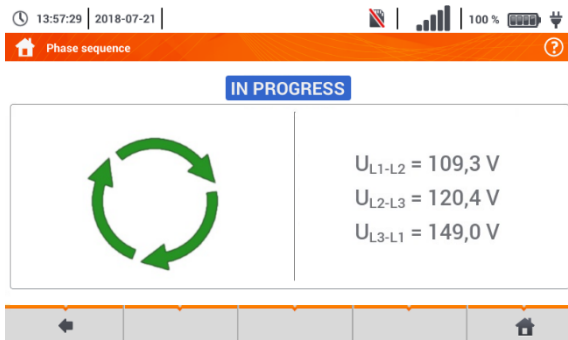 13:57:29 2018-07-21 100 %
Phase sequence ?
IN PROGRESS
UL1-L2 = 109,3 V
UL2-L3 = 120,4 V
UL3-L1 = 149,0 V